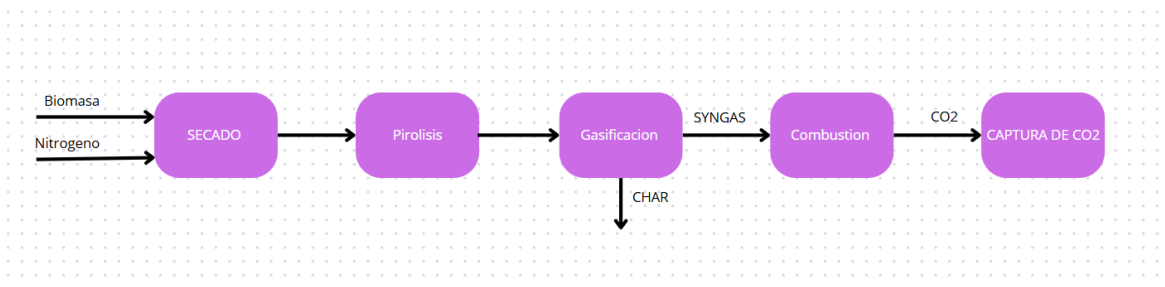 Biomasa
Nitrogeno
SECADO
Pirolisis
Gasificacion
SYNGAS
CHAR
Combustion
CO2
CAPTURA DE CO2